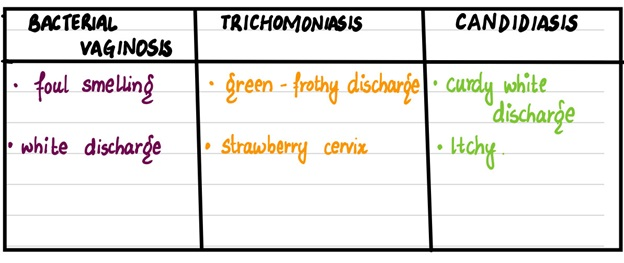 BACTERIAL
VAGINOSIS
TRICHOMONIASIS
CANDIDIASIS
• foul smelling
• white discharge
• green - frothy discharge
• strawberry cervix
• curdy white
discharge
• Itchy.